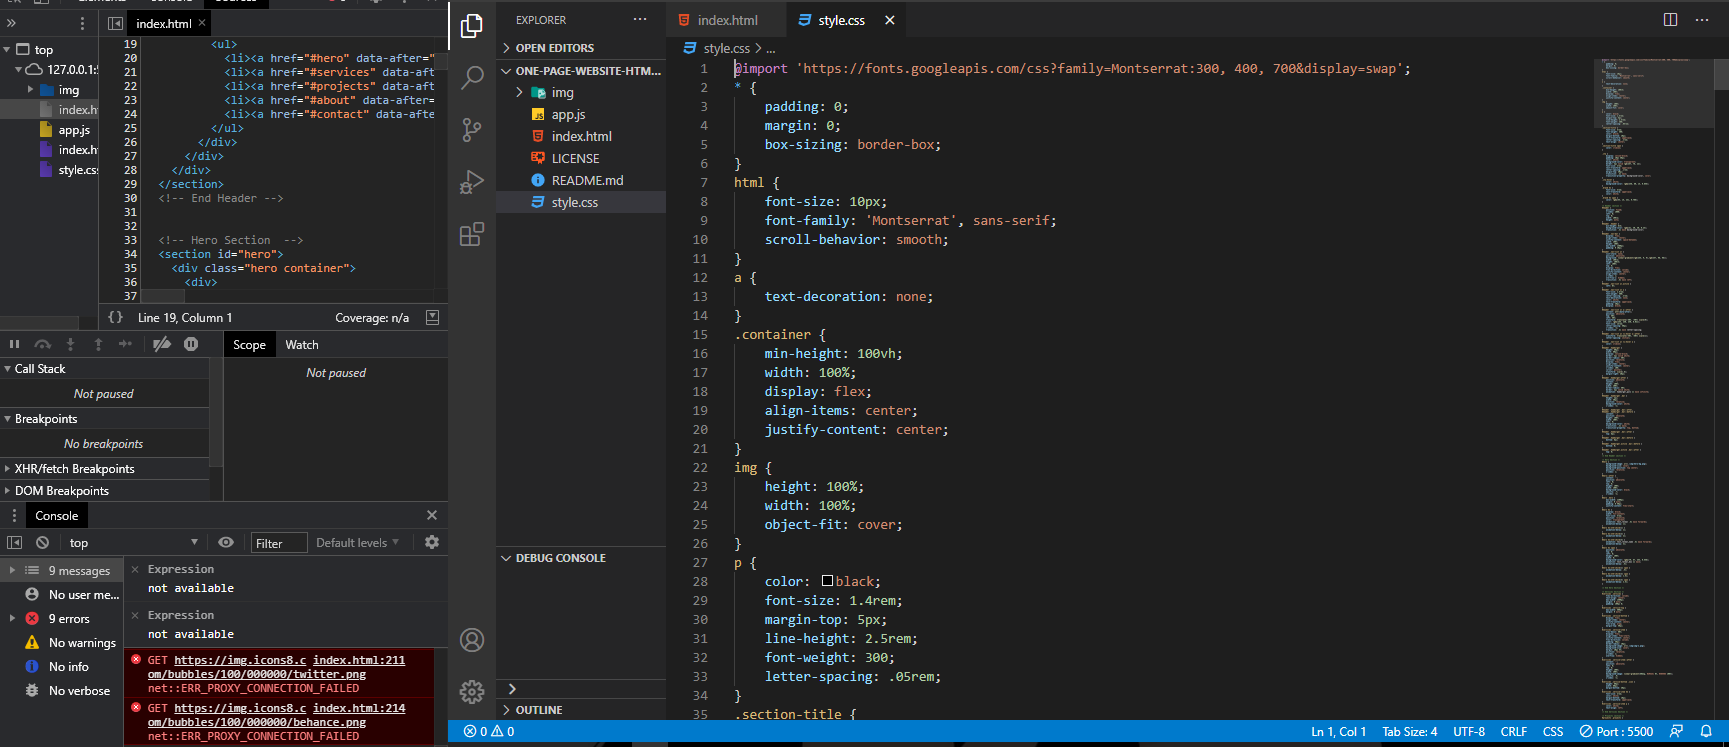 index.html
top
127.0.0.1:
img
index.h
app.js
index.h
style.cs
19 <ul>
20 <li><a href="#hero" data-after="
21 <li><a href="#services" data-aft
22 <li><a href="#projects" data-aft
23 <li><a href="#about" data-after=
24 <li><a href="#contact" data-afte
25 </ul>
26 </div>
27 </div>
28 </div>
29 </section>
30 <!-- End Header -->
31
32
33 <!-- Hero Section  -->
34 <section id="hero">
35 <div class="hero container">
36 <div>
37
{} Line 19, Column 1 Coverage: n/a
Scope Watch
Call Stack
Not paused
Not paused
Breakpoints
No breakpoints
XHR/fetch Breakpoints
DOM Breakpoints
Console
top Filter Default levels
9 messages
No user me...
9 errors
No warnings
No info
No verbose
Expression
not available
Expression
not available
GET https://img.icons8.c index.html:211
om/bubbles/100/000000/twitter.png
net::ERR_PROXY_CONNECTION_FAILED
GET https://img.icons8.c index.html:214
om/bubbles/100/000000/behance.png
net::ERR_PROXY_CONNECTION_FAILED
EXPLORER ...
OPEN EDITORS
ONE-PAGE-WEBSITE-HTM...
img
app.js
index.html
LICENSE
README.md
style.css
DEBUG CONSOLE
OUTLINE
index.html style.css
style.css > ...
1 @import 'https://fonts.googleapis.com/css?family=Montserrat:300, 400, 700&display=swap';
2 * {
3 padding: 0;
4 margin: 0;
5 box-sizing: border-box;
6 }
7 html {
8 font-size: 10px;
9 font-family: 'Montserrat', sans-serif;
10 scroll-behavior: smooth;
11 }
12 a {
13 text-decoration: none;
14 }
15 .container {
16 min-height: 100vh;
17 width: 100%;
18 display: flex;
19 align-items: center;
20 justify-content: center;
21 }
22 img {
23 height: 100%;
24 width: 100%;
25 object-fit: cover;
26 }
27 p {
28 color: black;
29 font-size: 1.4rem;
30 margin-top: 5px;
31 line-height: 2.5rem;
32 font-weight: 300;
33 letter-spacing: .05rem;
34 }
35 .section-title {
0 0 Ln 1, Col 1 Tab Size: 4 UTF-8 CRLF CSS Port : 5500